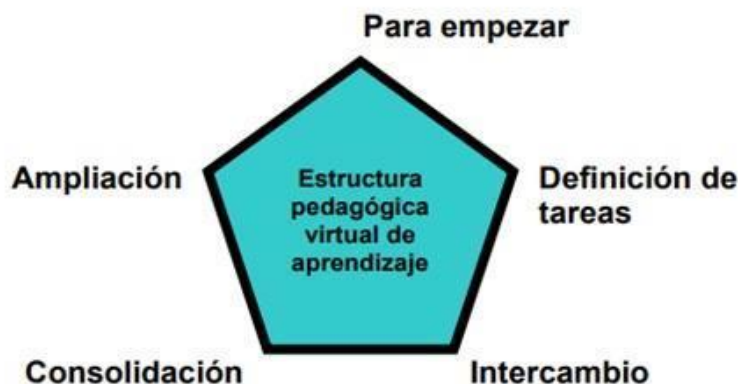 Para empezar
Ampliación
Estructura
pedagógica
virtual de
aprendizaje
Definición de
tareas
Consolidación
Intercambio